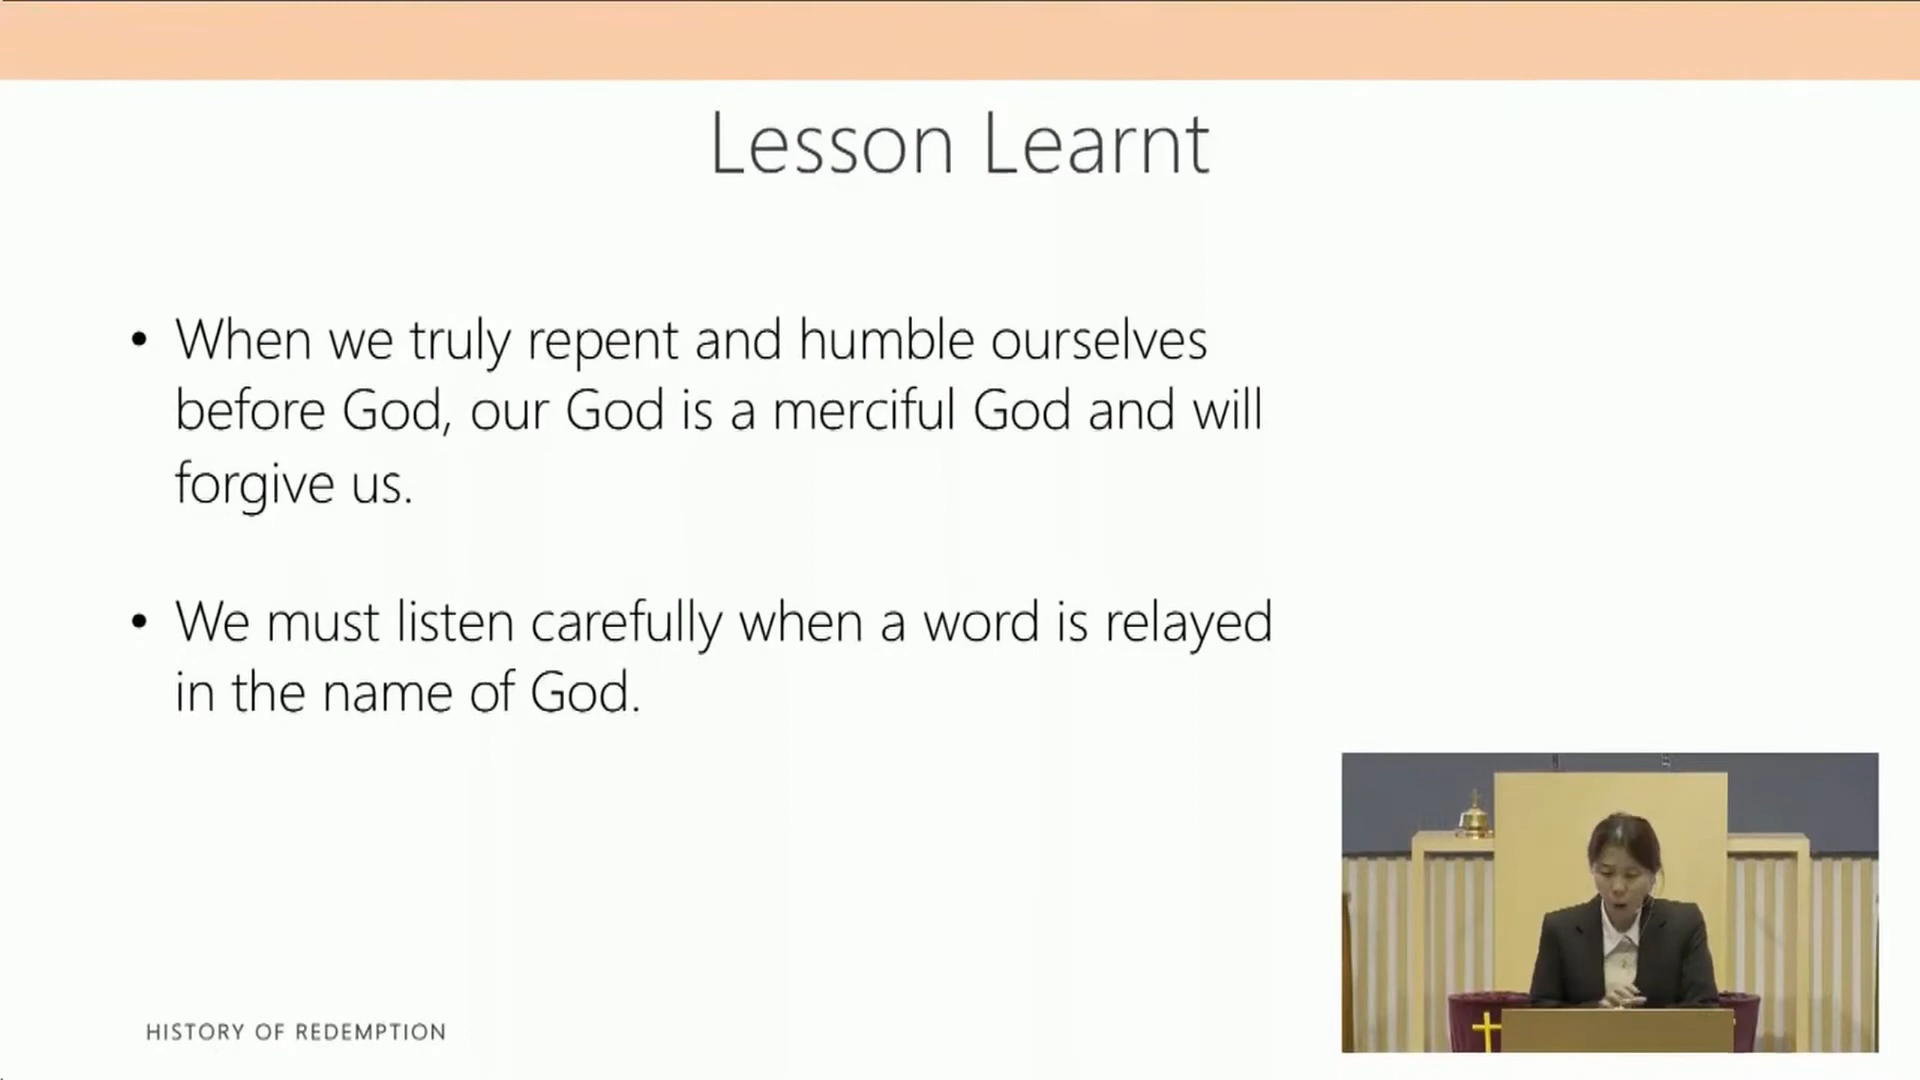 Lesson Learnt
• When we truly repent and humble ourselves
before God, our God is a merciful God and will
forgive us.
• We must listen carefully when a word is relayed
in the name of God.
HISTORY OF REDEMPTION